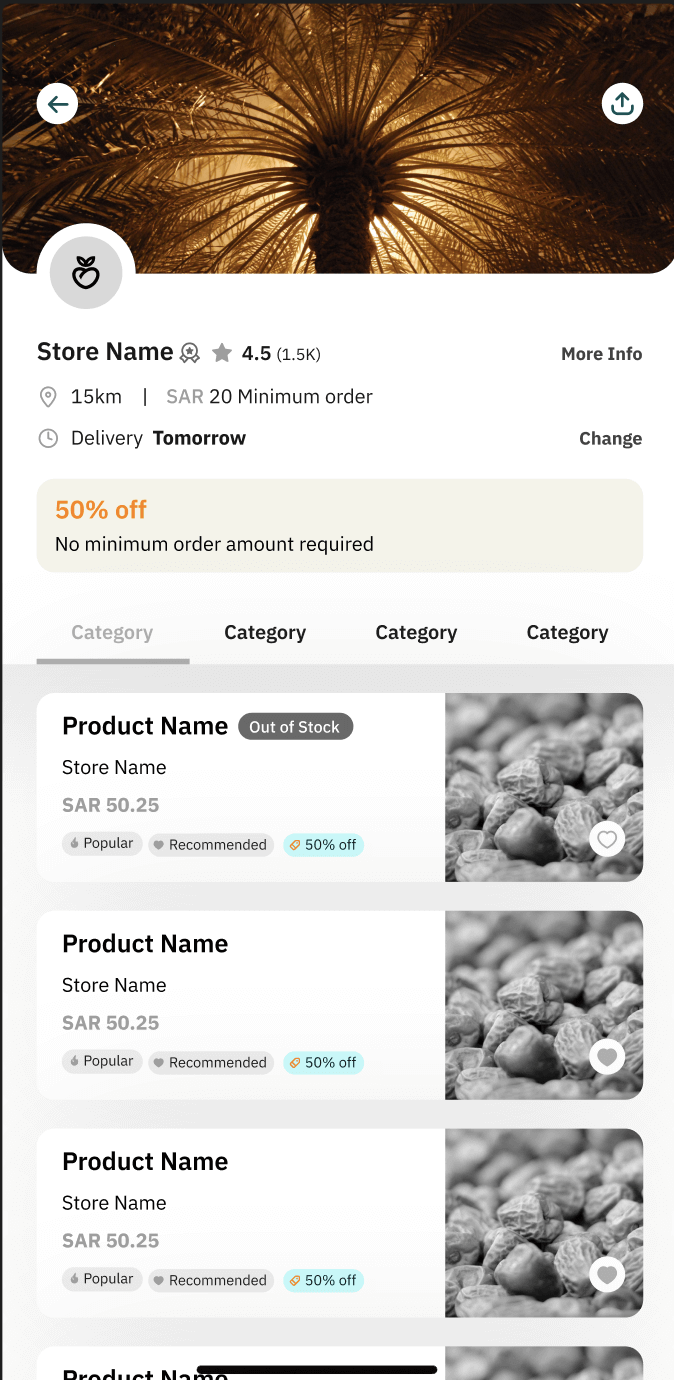 Store Name 4.5 (1.5K) More Info
15km | SAR 20 Minimum order
Delivery Tomorrow Change
50% off
No minimum order amount required
Category Category Category Category
Product Name Out of Stock
Store Name
SAR 50.25
Popular Recommended 50% off
Product Name
Store Name
SAR 50.25
Popular Recommended 50% off
Product Name
Store Name
SAR 50.25
Popular Recommended 50% off
Product Name